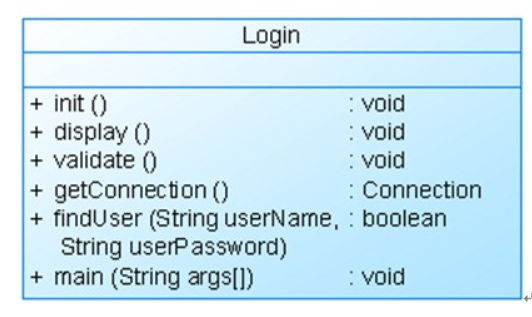 Login
+ init () : void
+ display () : void
+ validate () : void
+ getConnection () : Connection
+ findUser (String userName, : boolean
String userPassword)
+ main (String args[]) : void